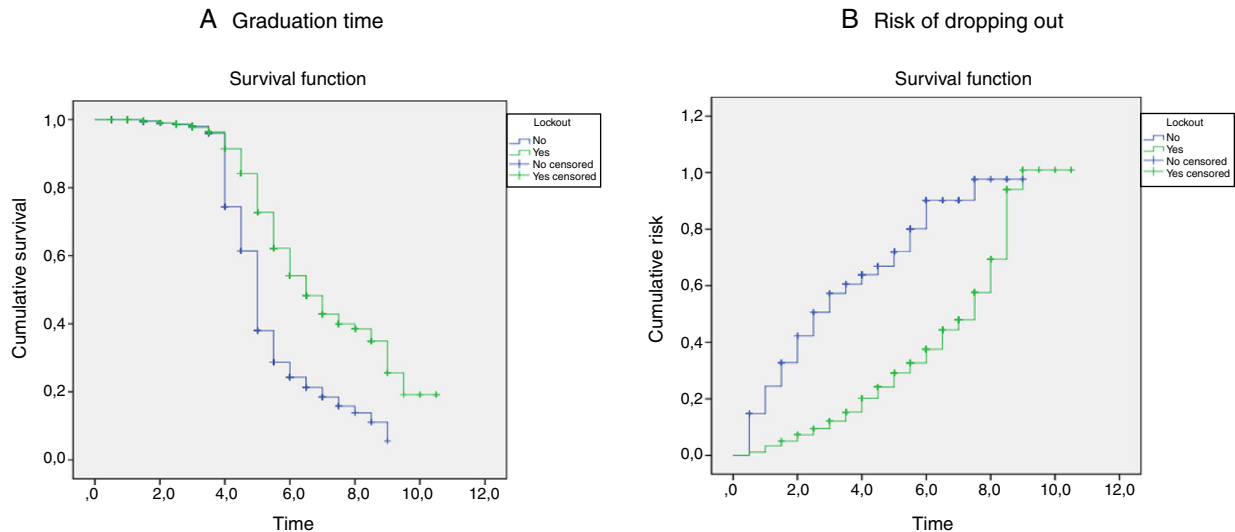 A Graduation time
Survival function
Cumulative survival
1,0
0,8
0,6
0,4
0,2
0,0
,0 2,0 4,0 6,0 8,0 10,0 12,0
Time
Lockout
No
Yes
No censored
Yes censored
B Risk of dropping out
Survival function
Cumulative risk
1,2
1,0
0,8
0,6
0,4
0,2
0,0
,0 2,0 4,0 6,0 8,0 10,0 12,0
Time
Lockout
No
Yes
No censored
Yes censored